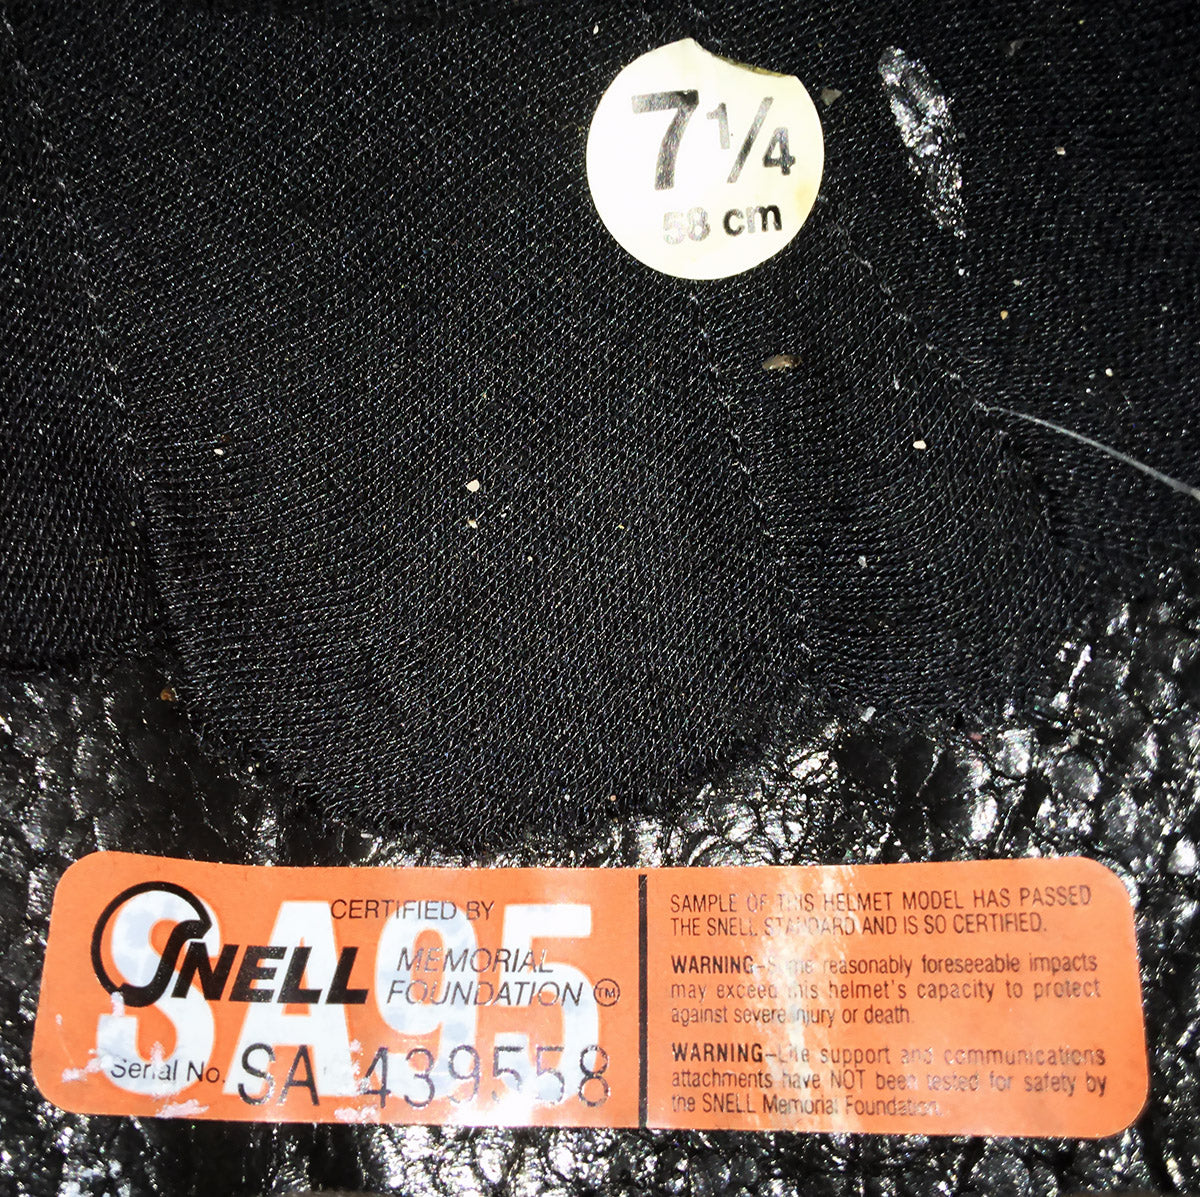 7 1/4
58 cm
SA95
SNELL
CERTIFIED BY
MEMORIAL
FOUNDATION TM
Serial No. SA 439558
SAMPLE OF THIS HELMET MODEL HAS PASSED
THE SNELL STANDARD AND IS SO CERTIFIED.
WARNING–Some reasonably foreseeable impacts
may exceed this helmet's capacity to protect
against severe injury or death.
WARNING–Life support and communications
attachments have NOT been tested for safety by
the SNELL Memorial Foundation.